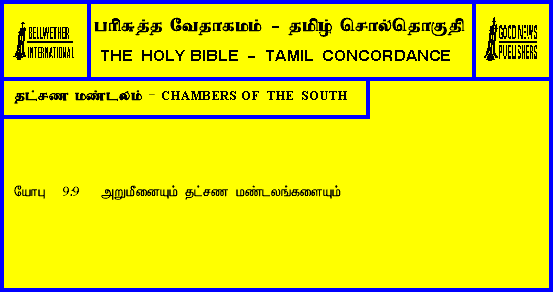 BELLWETHER
INTERNATIONAL
பரிசுத்த வேதாகமம் - தமிழ் சொல்தொகுதி
THE HOLY BIBLE - TAMIL CONCORDANCE
GOOD NEWS
PUBLISHERS
தட்சண மண்டலம் - CHAMBERS OF THE SOUTH
யோபு 9.9 அறுமீனையும் தட்சண மண்டலங்களையும்